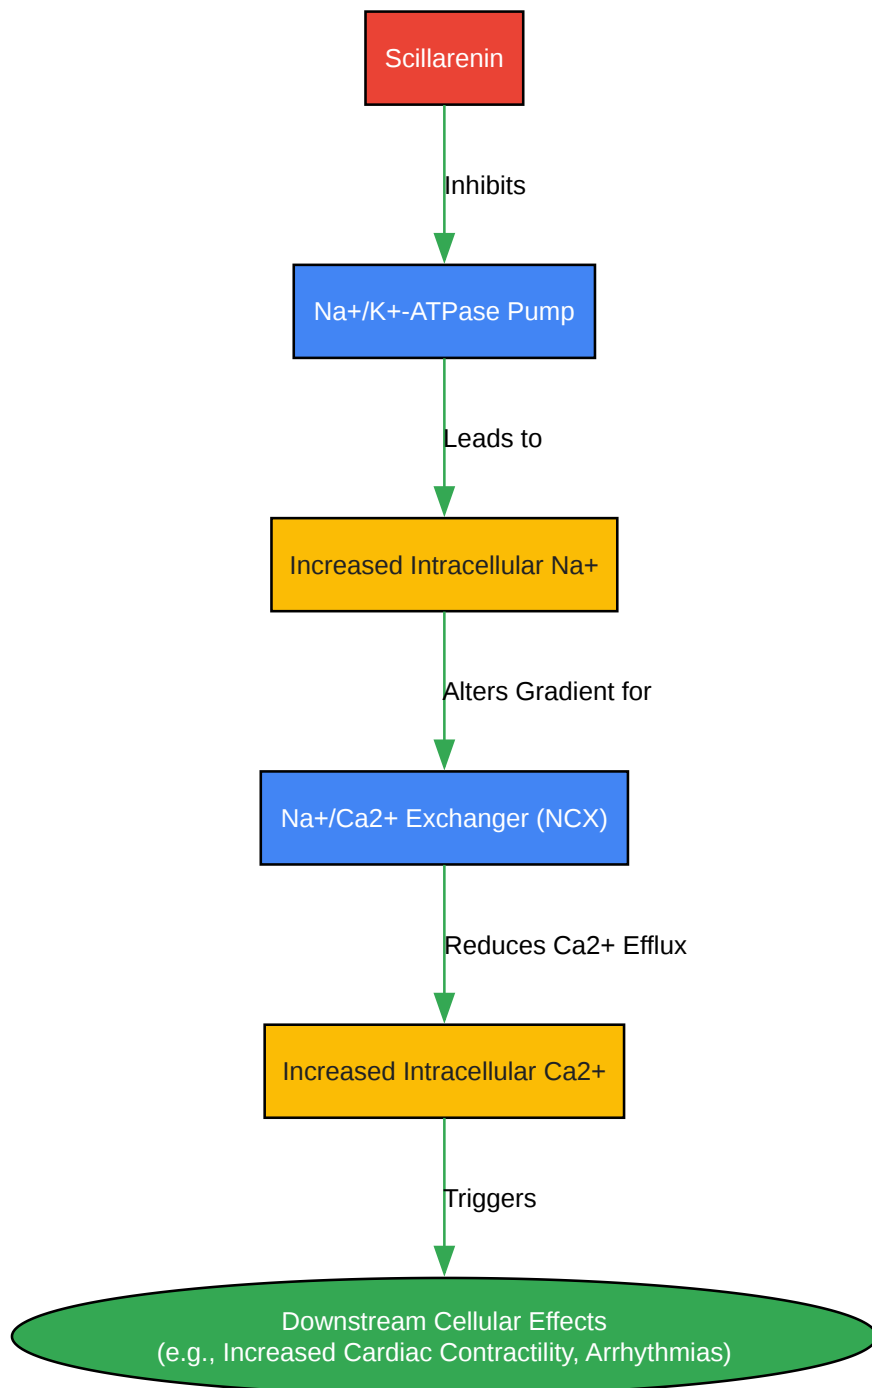 Scillarenin
Inhibits
Na+/K+-ATPase Pump
Leads to
Increased Intracellular Na+
Alters Gradient for
Na+/Ca2+ Exchanger (NCX)
Reduces Ca2+ Efflux
Increased Intracellular Ca2+
Triggers
Downstream Cellular Effects
(e.g., Increased Cardiac Contractility, Arrhythmias)